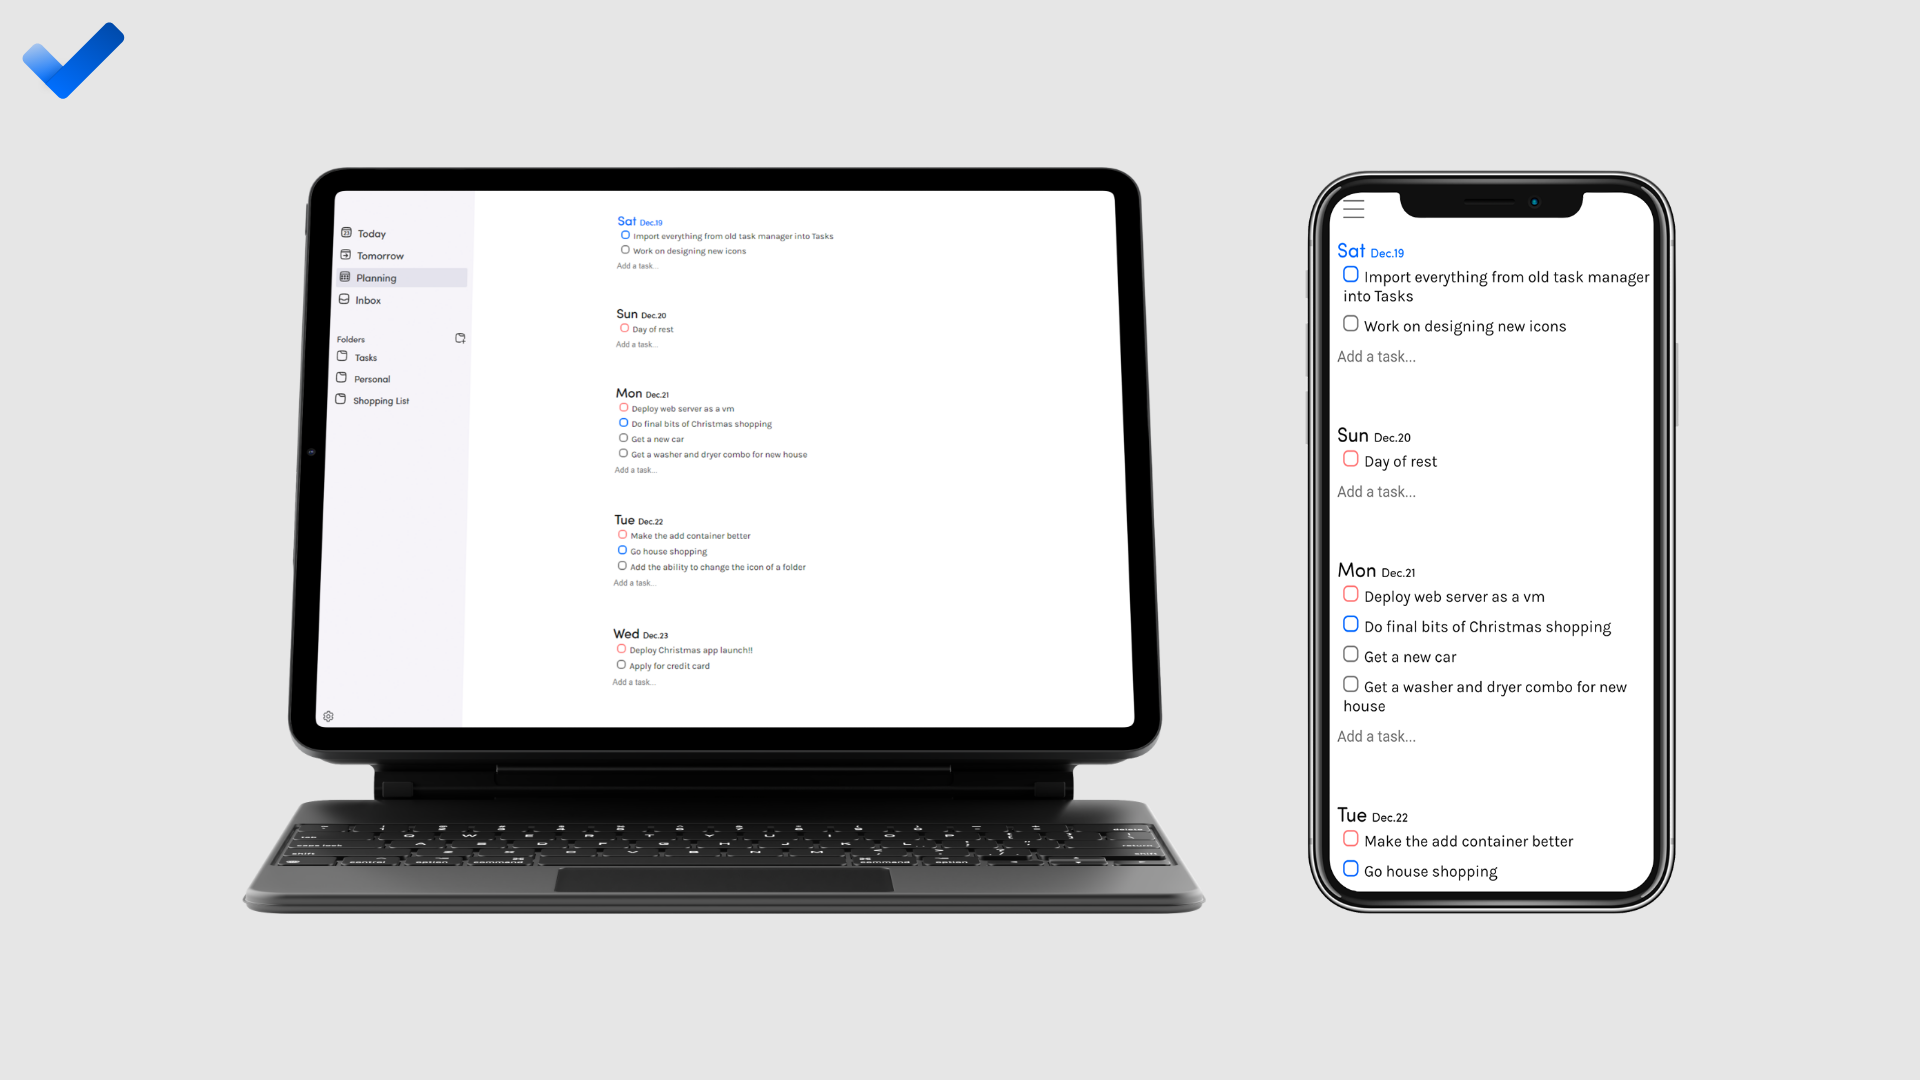 Today
Tomorrow
Planning
Inbox
Folders
Tasks
Personal
Shopping List
Sat Dec.19
Import everything from old task manager into Tasks
Work on designing new icons
Add a task...
Sun Dec.20
Day of rest
Add a task...
Mon Dec.21
Deploy web server as a vm
Do final bits of Christmas shopping
Get a new car
Get a washer and dryer combo for new house
Add a task...
Tue Dec.22
Make the add container better
Go house shopping
Add the ability to change the icon of a folder
Add a task...
Wed Dec.23
Deploy Christmas app launch!!
Apply for credit card
Add a task...
Sat Dec.19
Import everything from old task manager
into Tasks
Work on designing new icons
Add a task...
Sun Dec.20
Day of rest
Add a task...
Mon Dec.21
Deploy web server as a vm
Do final bits of Christmas shopping
Get a new car
Get a washer and dryer combo for new
house
Add a task...
Tue Dec.22
Make the add container better
Go house shopping